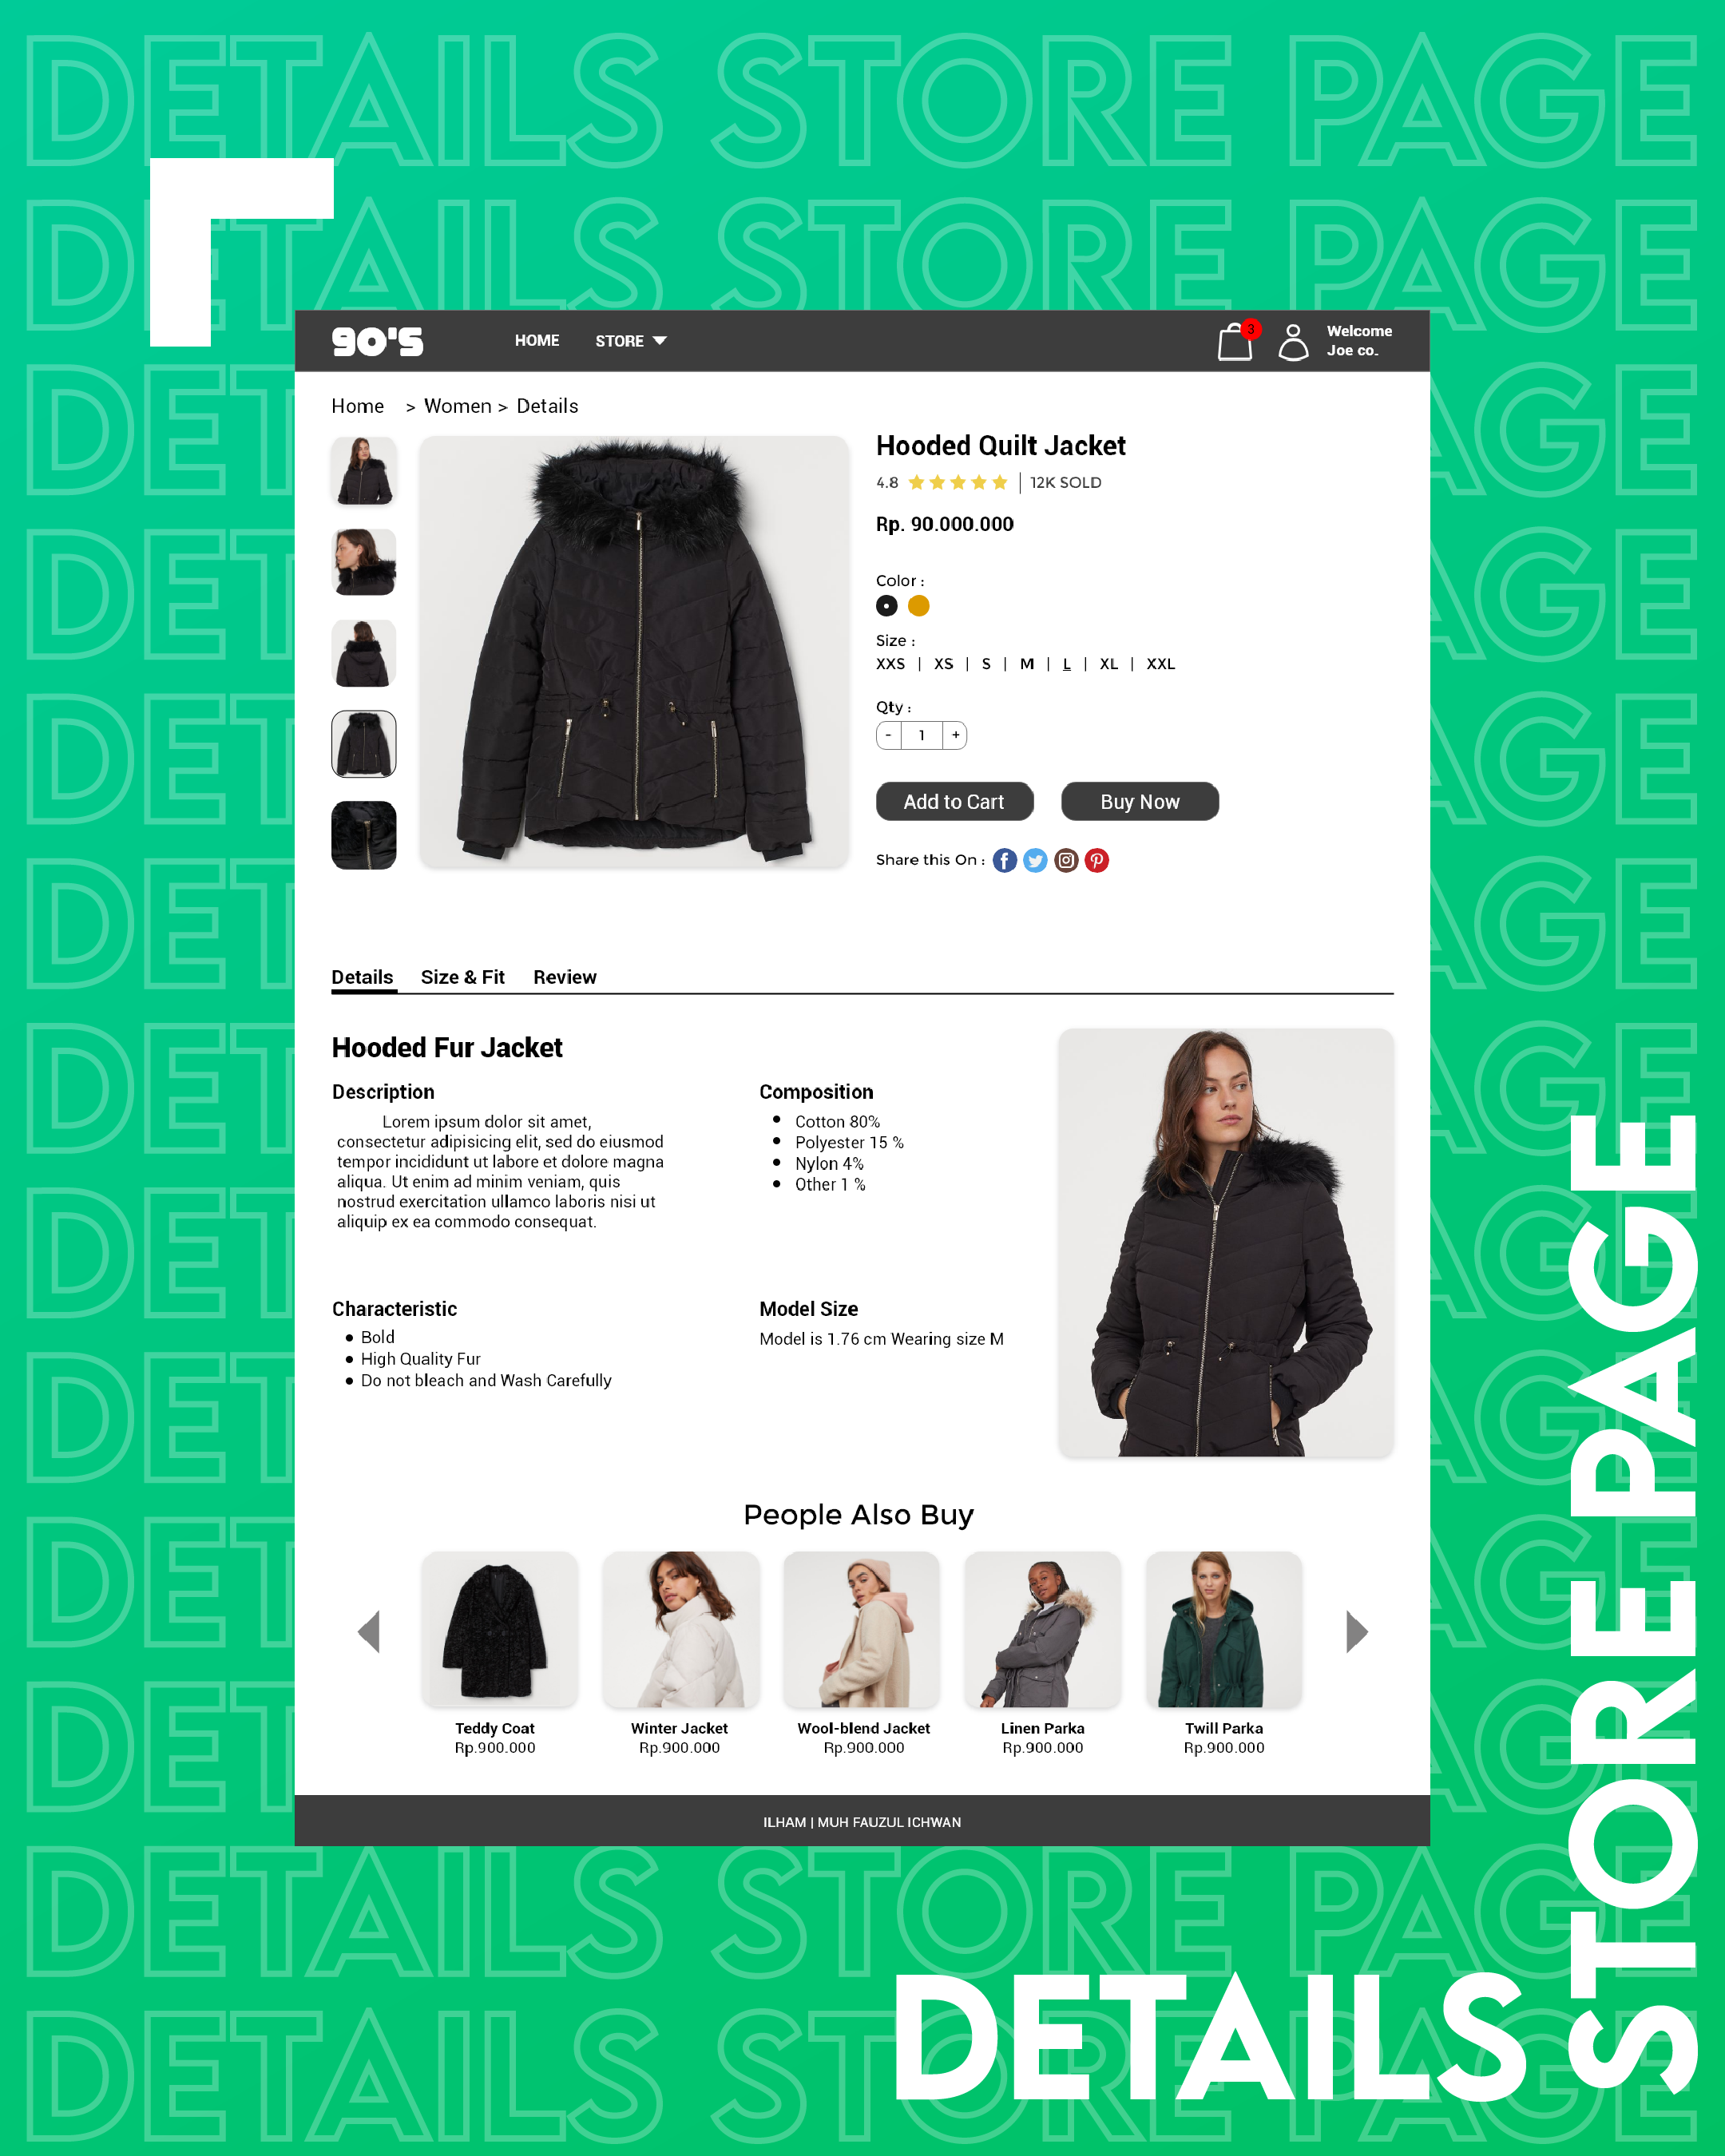 DETAILS STORE PAGE
DETAILS STORE PAGE
90'S
HOME
STORE
3
Welcome
Joe co.
Home > Women > Details
Hooded Quilt Jacket
4.8
12K SOLD
Rp. 90.000.000
Color :
Size :
XXS | XS | S | M | L | XL | XXL
Qty :
- 1 +
Add to Cart
Buy Now
Share this On :
Details
Size & Fit
Review
Hooded Fur Jacket
Description
Lorem ipsum dolor sit amet,
consectetur adipisicing elit, sed do eiusmod
tempor incididunt ut labore et dolore magna
aliqua. Ut enim ad minim veniam, quis
nostrud exercitation ullamco laboris nisi ut
aliquip ex ea commodo consequat.
Composition
• Cotton 80%
• Polyester 15 %
• Nylon 4%
• Other 1 %
Characteristic
• Bold
• High Quality Fur
• Do not bleach and Wash Carefully
Model Size
Model is 1.76 cm Wearing size M
People Also Buy
Teddy Coat
Rp.900.000
Winter Jacket
Rp.900.000
Wool-blend Jacket
Rp.900.000
Linen Parka
Rp.900.000
Twill Parka
Rp.900.000
ILHAM | MUH FAUZUL ICHWAN
DETAILS STORE PAGE
DETAILS STORE PAGE
DETAILS
STORE PAGE